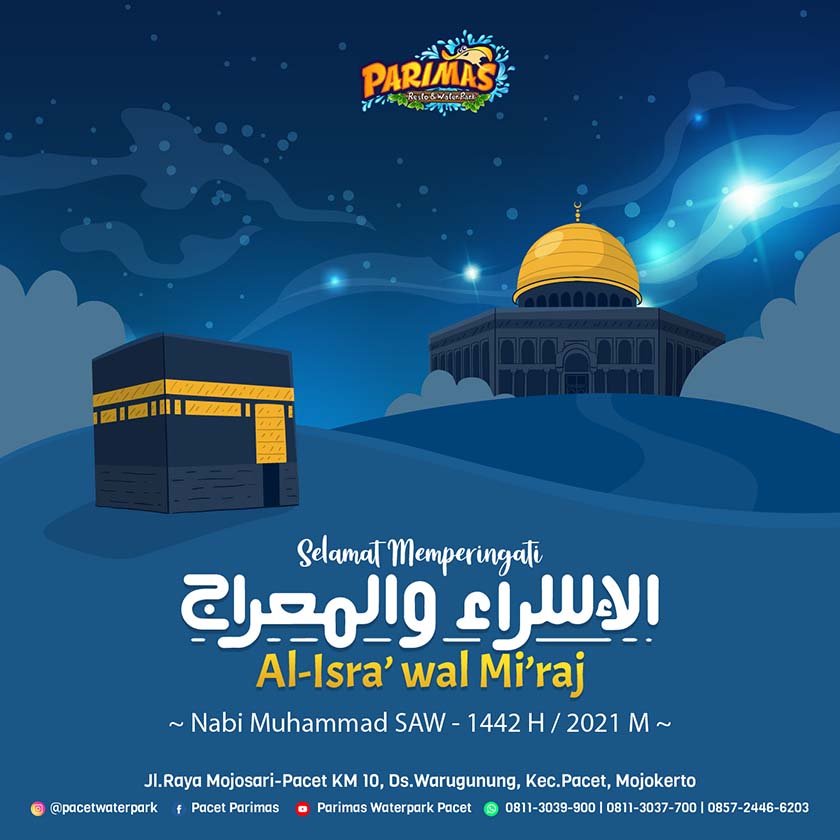 PARIMAS
Resto & WaterPark
Selamat Memperingati
الإسراء والمعراج
Al-Isra' wal Mi'raj
~ Nabi Muhammad SAW - 1442 H / 2021 M ~
Jl.Raya Mojosari-Pacet KM 10, Ds.Warugunung, Kec.Pacet, Mojokerto
@pacetwaterpark Pacet Parimas Parimas Waterpark Pacet 0811-3039-900 | 0811-3037-700 | 0857-2446-6203